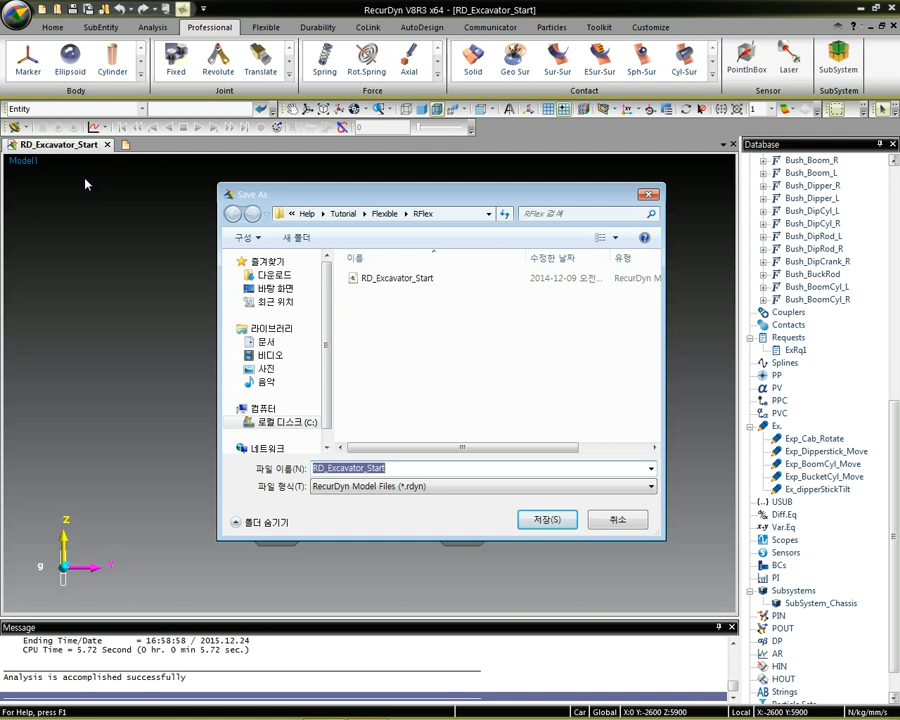 RecurDyn V8R3 x64 - [RD_Excavator_Start]
Home SubEntity Analysis Professional Flexible Durability CoLink AutoDesign Communicator Particles Toolkit Customize
Marker Ellipsoid Cylinder Fixed Revolute Translate Spring Rot.Spring Axial Solid Geo Sur Sur-Sur ESur-Sur Sph-Sur Cyl-Sur PointInBox Laser SubSystem
Body Joint Force Contact Sensor SubSystem
Entity 1
0
RD_Excavator_Start
Database
Model1
Save As
Help Tutorial Flexible RFlex
RFlex 검색
구성 새 폴더
즐겨찾기
다운로드
바탕 화면
최근 위치
라이브러리
문서
비디오
사진
음악
컴퓨터
로컬 디스크 (C:)
네트워크
이름 수정한 날짜 유형
RD_Excavator_Start 2014-12-09 오전... RecurDyn M
파일 이름(N): RD_Excavator_Start
파일 형식(T): RecurDyn Model Files (*.rdyn)
폴더 숨기기 저장(S) 취소
Bush_Boom_R
Bush_Boom_L
Bush_Dipper_R
Bush_Dipper_L
Bush_DipCyl_L
Bush_DipCyl_R
Bush_DipRod_L
Bush_DipRod_R
Bush_DipCrank_R
Bush_BuckRod
Bush_BoomCyl_L
Bush_BoomCyl_R
Couplers
Contacts
Requests
ExRq1
Splines
PP
PV
PPC
PVC
Ex.
Exp_Cab_Rotate
Exp_Dipperstick_Move
Exp_BoomCyl_Move
Exp_BucketCyl_Move
Ex_dipperStickTilt
USUB
Diff.Eq
Var.Eq
Scopes
Sensors
BCs
PI
Subsystems
SubSystem_Chassis
PIN
POUT
DP
AR
HIN
HOUT
Strings
Z
g
Y
Message
Ending Time/Date = 16:58:58 / 2015.12.24
CPU Time = 5.72 Second (0 hr. 0 min 5.72 sec.)
Analysis is accomplished successfully
For Help, press F1 Car Global X:0 Y:-2600 Z:5900 Local X:-2600 Y:5900 N/kg/mm/s